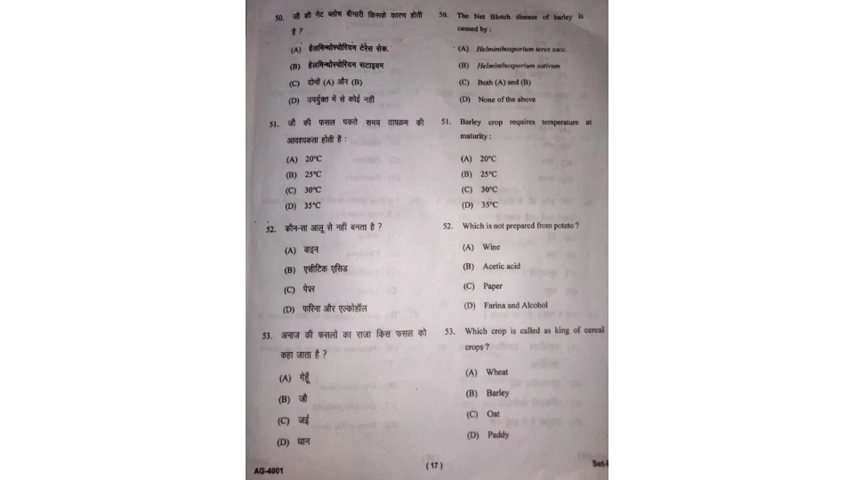 50. जौ की नेट ब्लोच बीमारी किसके कारण होती
है ?
(A) हेलमिन्थोस्पोरियम टेरेस सेक.
(B) हेलमिन्थोस्पोरियम सटाइवम
(C) दोनों (A) और (B)
(D) उपर्युक्त में से कोई नहीं
51. जौ की फसल पकते समय तापक्रम की
आवश्यकता होती है :
(A) 20°C
(B) 25°C
(C) 30°C
(D) 35°C
52. कौन-सा आलू से नहीं बनता है ?
(A) वाइन
(B) एसीटिक एसिड
(C) पेपर
(D) फरिना और एल्कोहॉल
53. अनाज की फसलों का राजा किस फसल को
कहा जाता है ?
(A) गेहूँ
(B) जौ
(C) जई
(D) धान
50. The Net Blotch disease of barley is
caused by :
(A) Helminthosporium teres sacc.
(B) Helminthosporium sativum
(C) Both (A) and (B)
(D) None of the above
51. Barley crop requires temperature at
maturity :
(A) 20°C
(B) 25°C
(C) 30°C
(D) 35°C
52. Which is not prepared from potato ?
(A) Wine
(B) Acetic acid
(C) Paper
(D) Farina and Alcohol
53. Which crop is called as king of cereal
crops ?
(A) Wheat
(B) Barley
(C) Oat
(D) Paddy
AG-4001
(17)